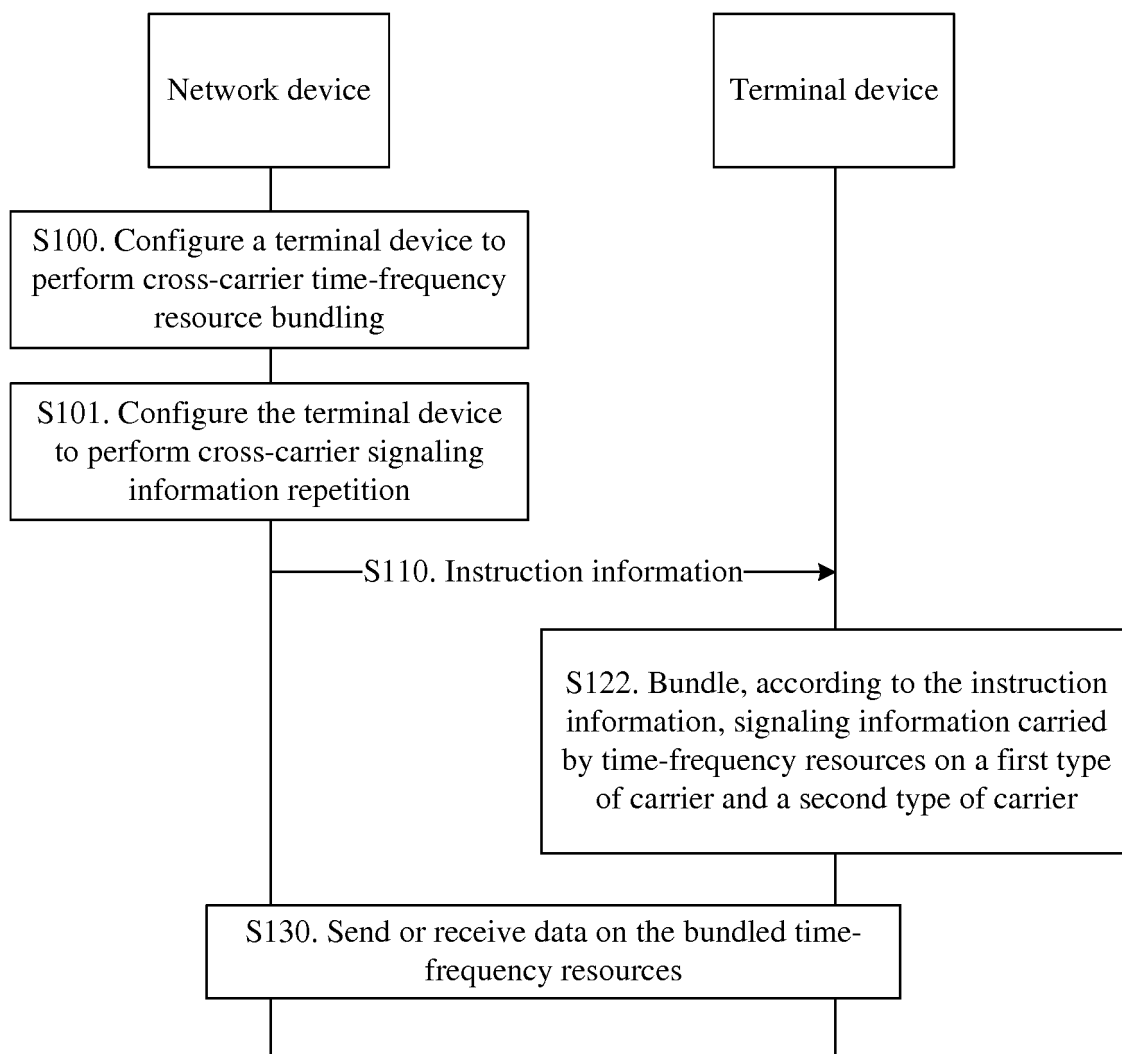 Network device
Terminal device
S100. Configure a terminal device to
perform cross-carrier time-frequency
resource bundling
S101. Configure the terminal device
to perform cross-carrier signaling
information repetition
S110. Instruction information
S122. Bundle, according to the instruction
information, signaling information carried
by time-frequency resources on a first type
of carrier and a second type of carrier
S130. Send or receive data on the bundled time-
frequency resources